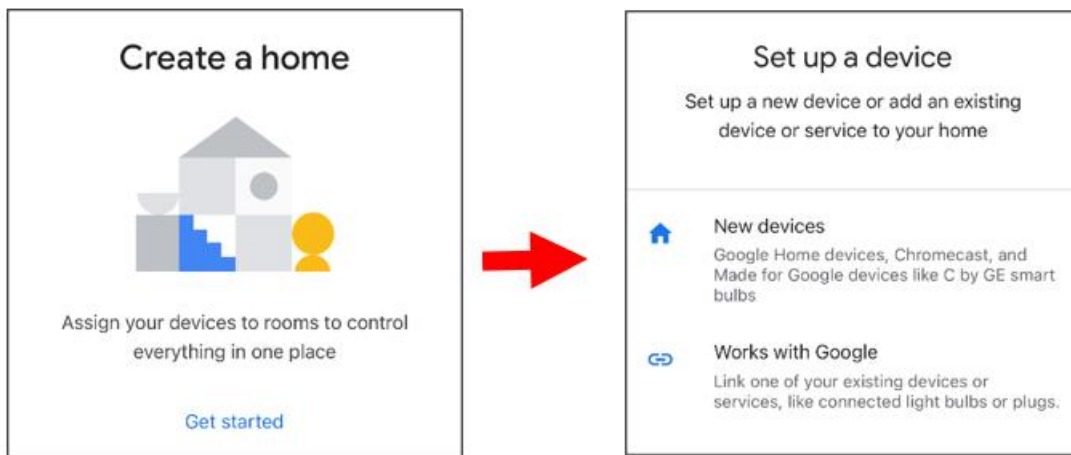 Create a home
Assign your devices to rooms to control
everything in one place
Get started
Set up a device
Set up a new device or add an existing
device or service to your home
New devices
Google Home devices, Chromecast, and
Made for Google devices like C by GE smart
bulbs
Works with Google
Link one of your existing devices or
services, like connected light bulbs or plugs.